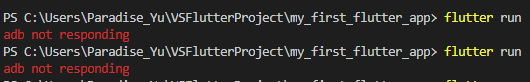 PS C:\Users\Paradise_Yu\VSFlutterProject\my_first_flutter_app> flutter run
adb not responding
PS C:\Users\Paradise_Yu\VSFlutterProject\my_first_flutter_app> flutter run
adb not responding